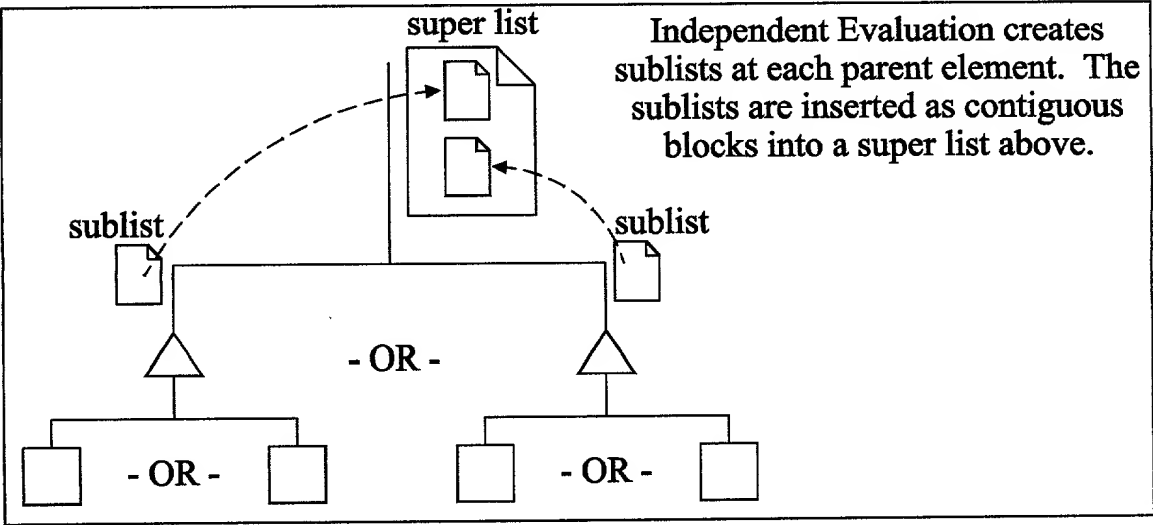 super list
Independent Evaluation creates
sublists at each parent element. The
sublists are inserted as contiguous
blocks into a super list above.
sublist
sublist
- OR -
- OR -
- OR -